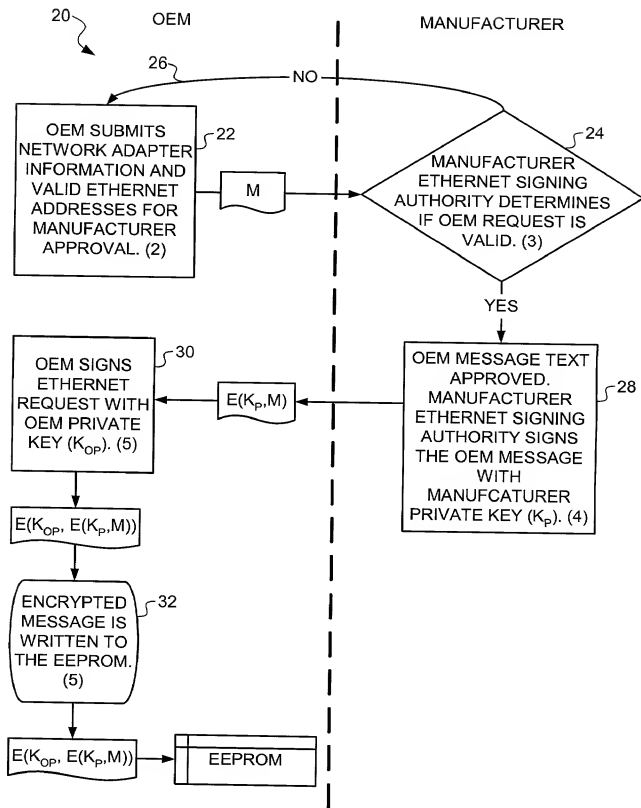 OEM
MANUFACTURER
20
26
NO
22
24
OEM SUBMITS
NETWORK ADAPTER
INFORMATION AND
VALID ETHERNET
ADDRESSES FOR
MANUFACTURER
APPROVAL. (2)
M
MANUFACTURER
ETHERNET SIGNING
AUTHORITY DETERMINES
IF OEM REQUEST IS
VALID. (3)
YES
30
OEM SIGNS
ETHERNET
REQUEST WITH
OEM PRIVATE
KEY (K_OP). (5)
E(K_P,M)
OEM MESSAGE TEXT
APPROVED.
MANUFACTURER
ETHERNET SIGNING
AUTHORITY SIGNS
THE OEM MESSAGE
WITH
MANUFCATURER
PRIVATE KEY (K_P). (4)
28
E(K_OP, E(K_P,M))
32
ENCRYPTED
MESSAGE IS
WRITTEN TO
THE EEPROM.
(5)
E(K_OP, E(K_P,M))
EEPROM